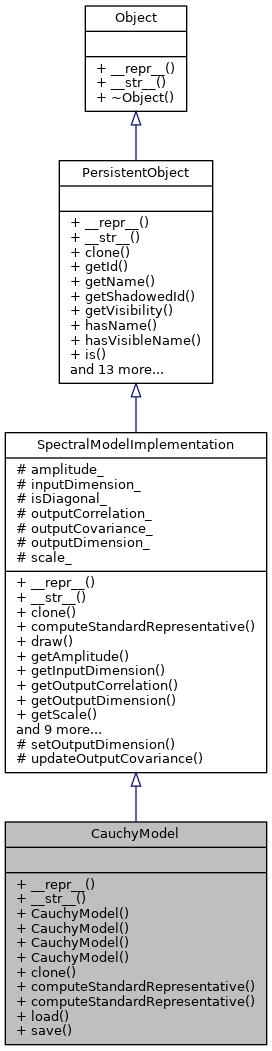 Object
+ __repr__()
+ __str__()
+ ~Object()
PersistentObject
+ __repr__()
+ __str__()
+ clone()
+ getId()
+ getName()
+ getShadowedId()
+ getVisibility()
+ hasName()
+ hasVisibleName()
+ is()
and 13 more...
SpectralModelImplementation
# amplitude_
# inputDimension_
# isDiagonal_
# outputCorrelation_
# outputCovariance_
# outputDimension_
# scale_
+ __repr__()
+ __str__()
+ clone()
+ computeStandardRepresentative()
+ draw()
+ getAmplitude()
+ getInputDimension()
+ getOutputCorrelation()
+ getOutputDimension()
+ getScale()
and 9 more...
# setOutputDimension()
# updateOutputCovariance()
CauchyModel
+ __repr__()
+ __str__()
+ CauchyModel()
+ CauchyModel()
+ CauchyModel()
+ CauchyModel()
+ clone()
+ computeStandardRepresentative()
+ computeStandardRepresentative()
+ load()
+ save()